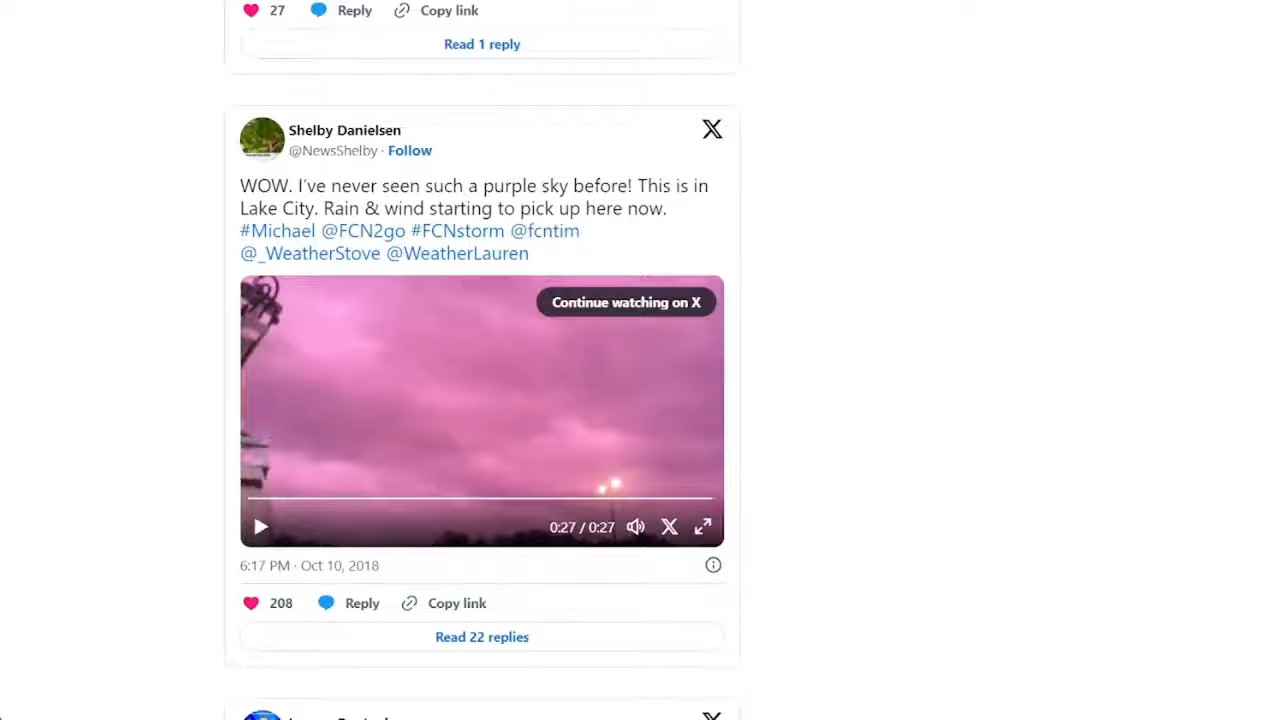 27 Reply Copy link
Read 1 reply
Shelby Danielsen
@NewsShelby · Follow
WOW. I've never seen such a purple sky before! This is in
Lake City. Rain & wind starting to pick up here now.
#Michael @FCN2go #FCNstorm @fcntim
@_WeatherStove @WeatherLauren
Continue watching on X
0:27 / 0:27
6:17 PM · Oct 10, 2018
208 Reply Copy link
Read 22 replies